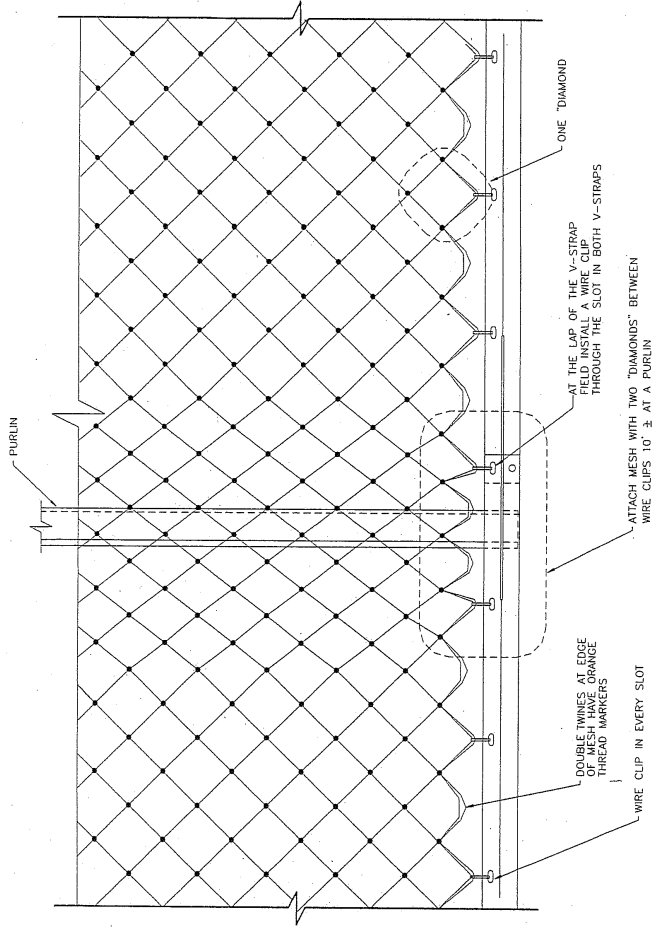 PURLIN
ONE "DIAMOND
AT THE LAP OF THE V-STRAP
FIELD INSTALL A WIRE CLIP
THROUGH THE SLOT IN BOTH V-STRAPS
ATTACH MESH WITH TWO "DIAMONDS" BETWEEN
WIRE CLIPS 10' ± AT A PURLIN
DOUBLE TWINES AT EDGE
OF MESH HAVE ORANGE
THREAD MARKERS
WIRE CLIP IN EVERY SLOT